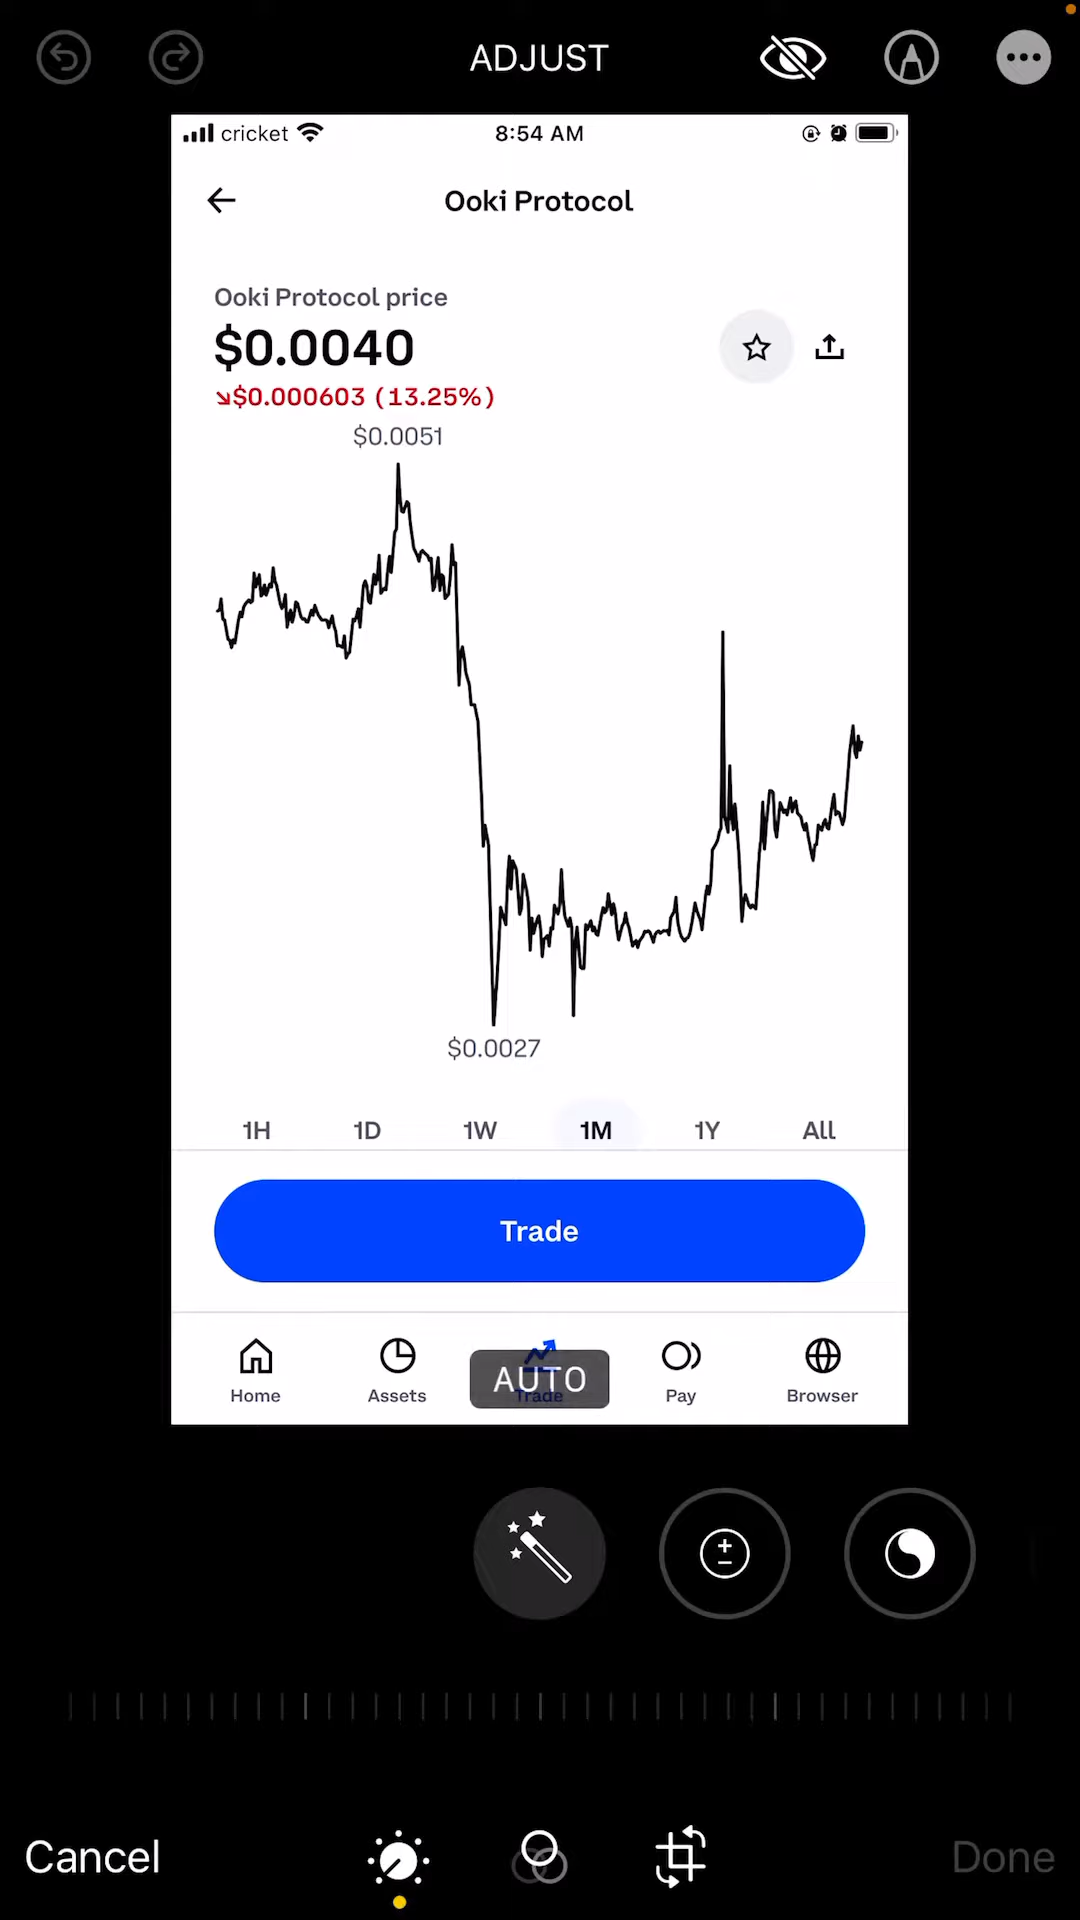 ADJUST
cricket 8:54 AM
Ooki Protocol
Ooki Protocol price
$0.0040
↘$0.000603 (13.25%)
$0.0051
$0.0027
1H 1D 1W 1M 1Y All
Trade
AUTO
Home Assets Trade Pay Browser
Cancel Done